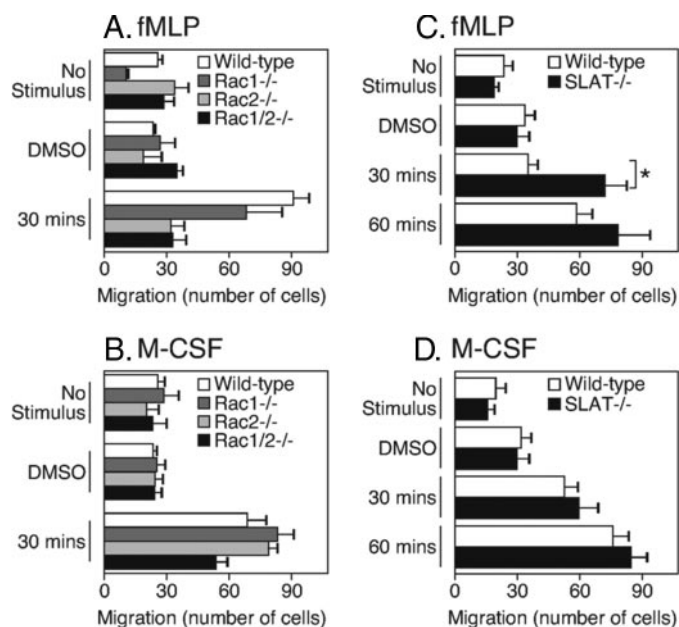 A. fMLP
No
Stimulus
DMSO
30 mins
Wild-type
Rac1-/-
Rac2-/-
Rac1/2-/-
0 30 60 90
Migration (number of cells)
C. fMLP
No
Stimulus
DMSO
30 mins
60 mins
Wild-type
SLAT-/-
*
0 30 60 90
Migration (number of cells)
B. M-CSF
No
Stimulus
DMSO
30 mins
Wild-type
Rac1-/-
Rac2-/-
Rac1/2-/-
0 30 60 90
Migration (number of cells)
D. M-CSF
No
Stimulus
DMSO
30 mins
60 mins
Wild-type
SLAT-/-
0 30 60 90
Migration (number of cells)